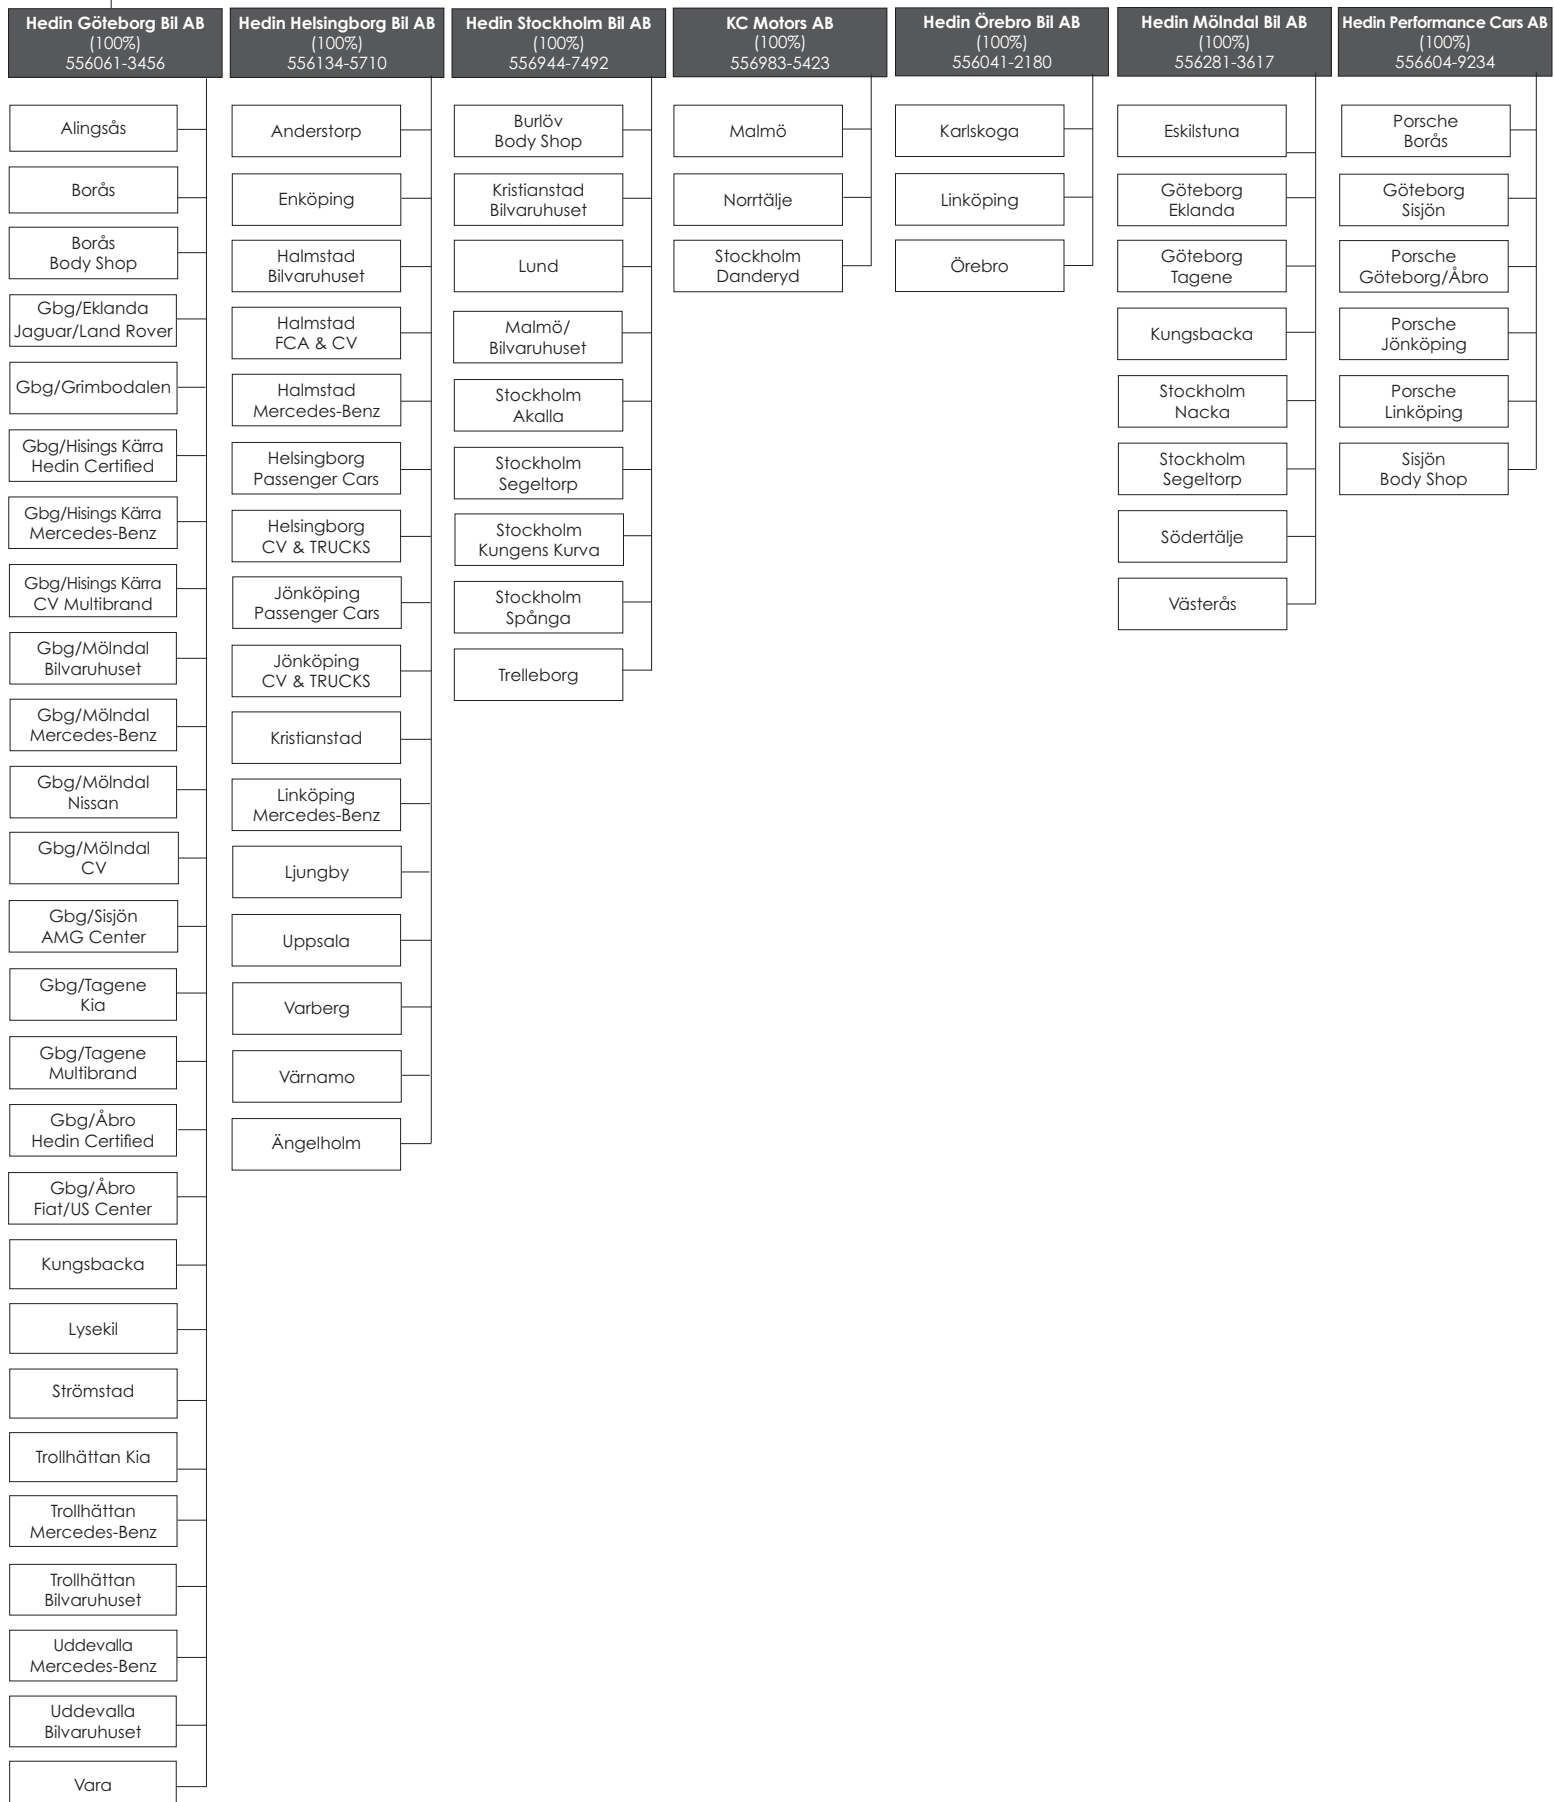 Hedin Göteborg Bil AB
(100%)
556061-3456
Alingsås
Borås
Borås
Body Shop
Gbg/Eklanda
Jaguar/Land Rover
Gbg/Grimbodalen
Gbg/Hisings Kärra
Hedin Certified
Gbg/Hisings Kärra
Mercedes-Benz
Gbg/Hisings Kärra
CV Multibrand
Gbg/Mölndal
Bilvaruhuset
Gbg/Mölndal
Mercedes-Benz
Gbg/Mölndal
Nissan
Gbg/Mölndal
CV
Gbg/Sisjön
AMG Center
Gbg/Tagene
Kia
Gbg/Tagene
Multibrand
Gbg/Åbro
Hedin Certified
Gbg/Åbro
Fiat/US Center
Kungsbacka
Lysekil
Strömstad
Trollhättan Kia
Trollhättan
Mercedes-Benz
Trollhättan
Bilvaruhuset
Uddevalla
Mercedes-Benz
Uddevalla
Bilvaruhuset
Vara
Hedin Helsingborg Bil AB
(100%)
556134-5710
Anderstorp
Enköping
Halmstad
Bilvaruhuset
Halmstad
FCA & CV
Halmstad
Mercedes-Benz
Helsingborg
Passenger Cars
Helsingborg
CV & TRUCKS
Jönköping
Passenger Cars
Jönköping
CV & TRUCKS
Kristianstad
Linköping
Mercedes-Benz
Ljungby
Uppsala
Varberg
Värnamo
Ängelholm
Hedin Stockholm Bil AB
(100%)
556944-7492
Burlöv
Body Shop
Kristianstad
Bilvaruhuset
Lund
Malmö/
Bilvaruhuset
Stockholm
Akalla
Stockholm
Segeltorp
Stockholm
Kungens Kurva
Stockholm
Spånga
Trelleborg
KC Motors AB
(100%)
556983-5423
Malmö
Norrtälje
Stockholm
Danderyd
Hedin Örebro Bil AB
(100%)
556041-2180
Karlskoga
Linköping
Örebro
Hedin Mölndal Bil AB
(100%)
556281-3617
Eskilstuna
Göteborg
Eklanda
Göteborg
Tagene
Kungsbacka
Stockholm
Nacka
Stockholm
Segeltorp
Södertälje
Västerås
Hedin Performance Cars AB
(100%)
556604-9234
Porsche
Borås
Göteborg
Sisjön
Porsche
Göteborg/Åbro
Porsche
Jönköping
Porsche
Linköping
Sisjön
Body Shop